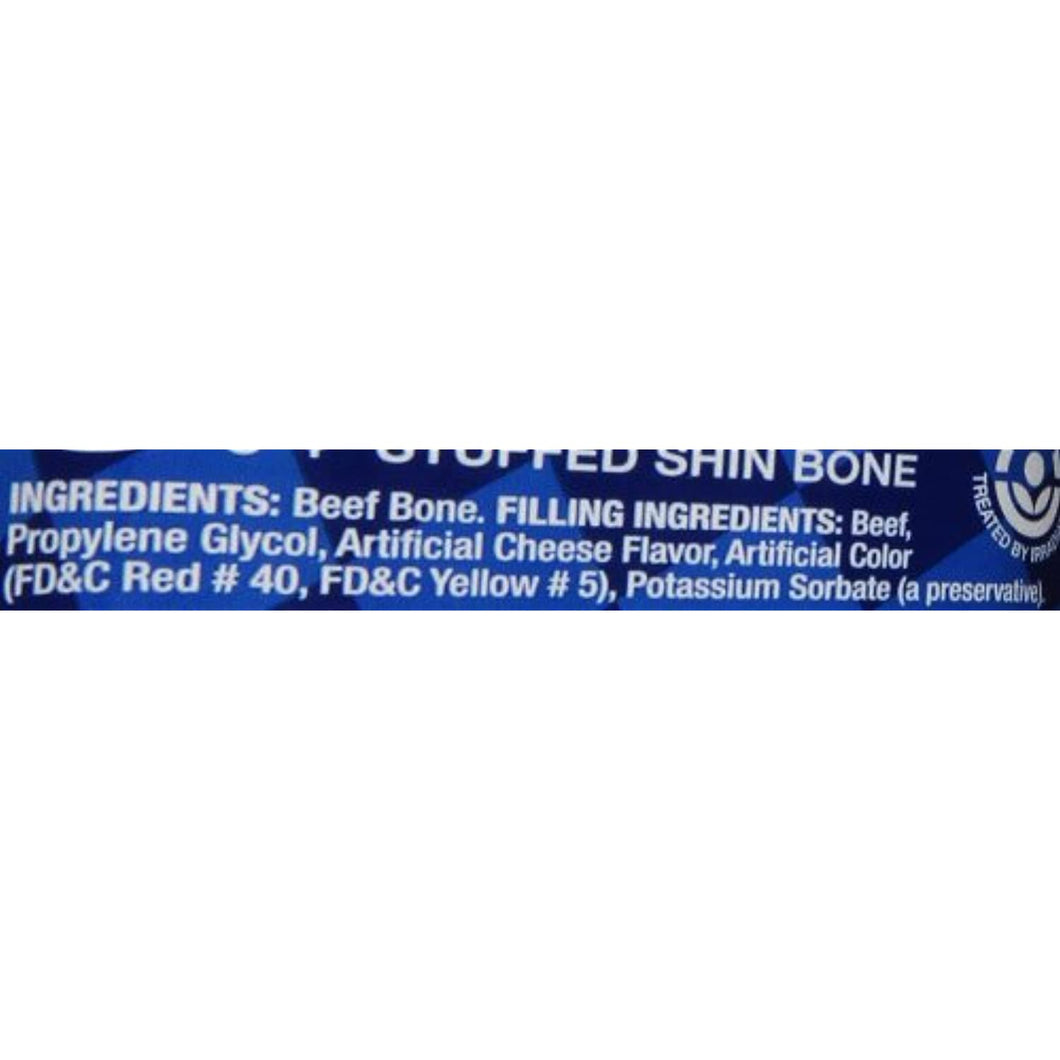 STUFFED SHIN BONE
INGREDIENTS: Beef Bone. FILLING INGREDIENTS: Beef,
Propylene Glycol, Artificial Cheese Flavor, Artificial Color
(FD&C Red # 40, FD&C Yellow # 5), Potassium Sorbate (a preservative).
TREATED BY